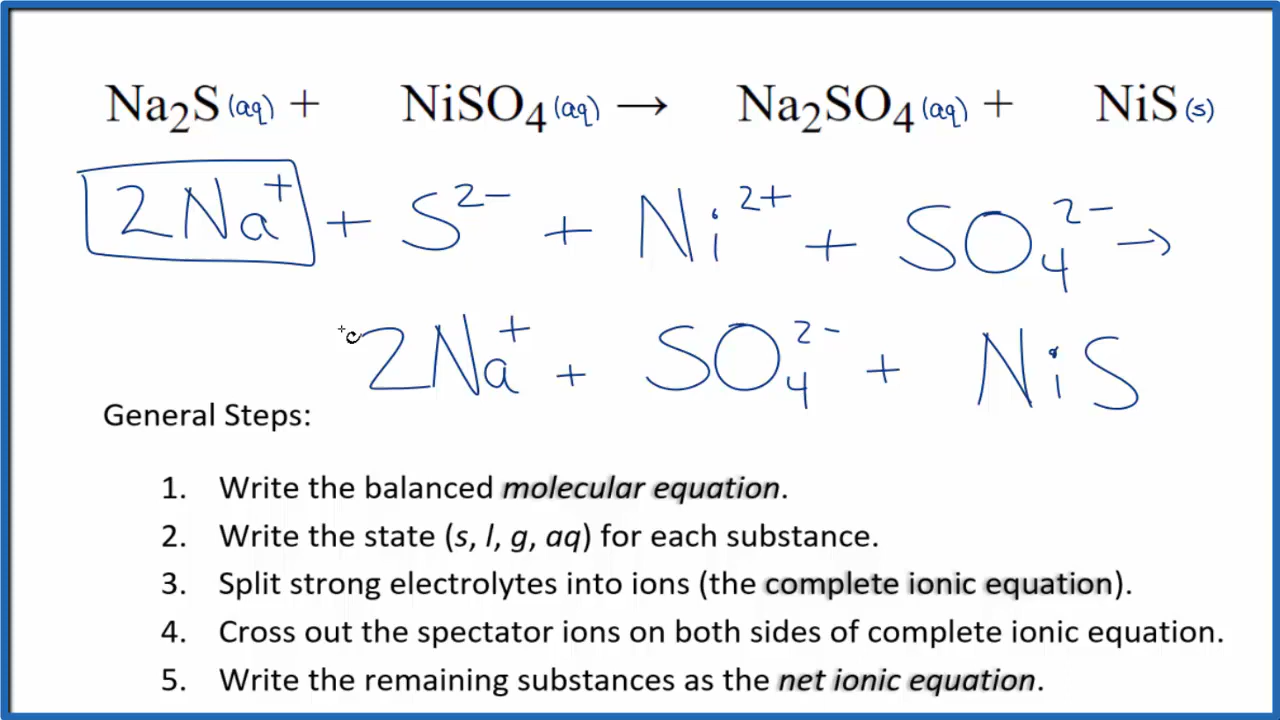 Na₂S (aq) + NiSO₄ (aq) → Na₂SO₄ (aq) + NiS (s)
2Na⁺ + S²⁻ + Ni²⁺ + SO₄²⁻ →
2Na⁺ + SO₄²⁻ + NiS
General Steps:
1. Write the balanced molecular equation.
2. Write the state (s, l, g, aq) for each substance.
3. Split strong electrolytes into ions (the complete ionic equation).
4. Cross out the spectator ions on both sides of complete ionic equation.
5. Write the remaining substances as the net ionic equation.